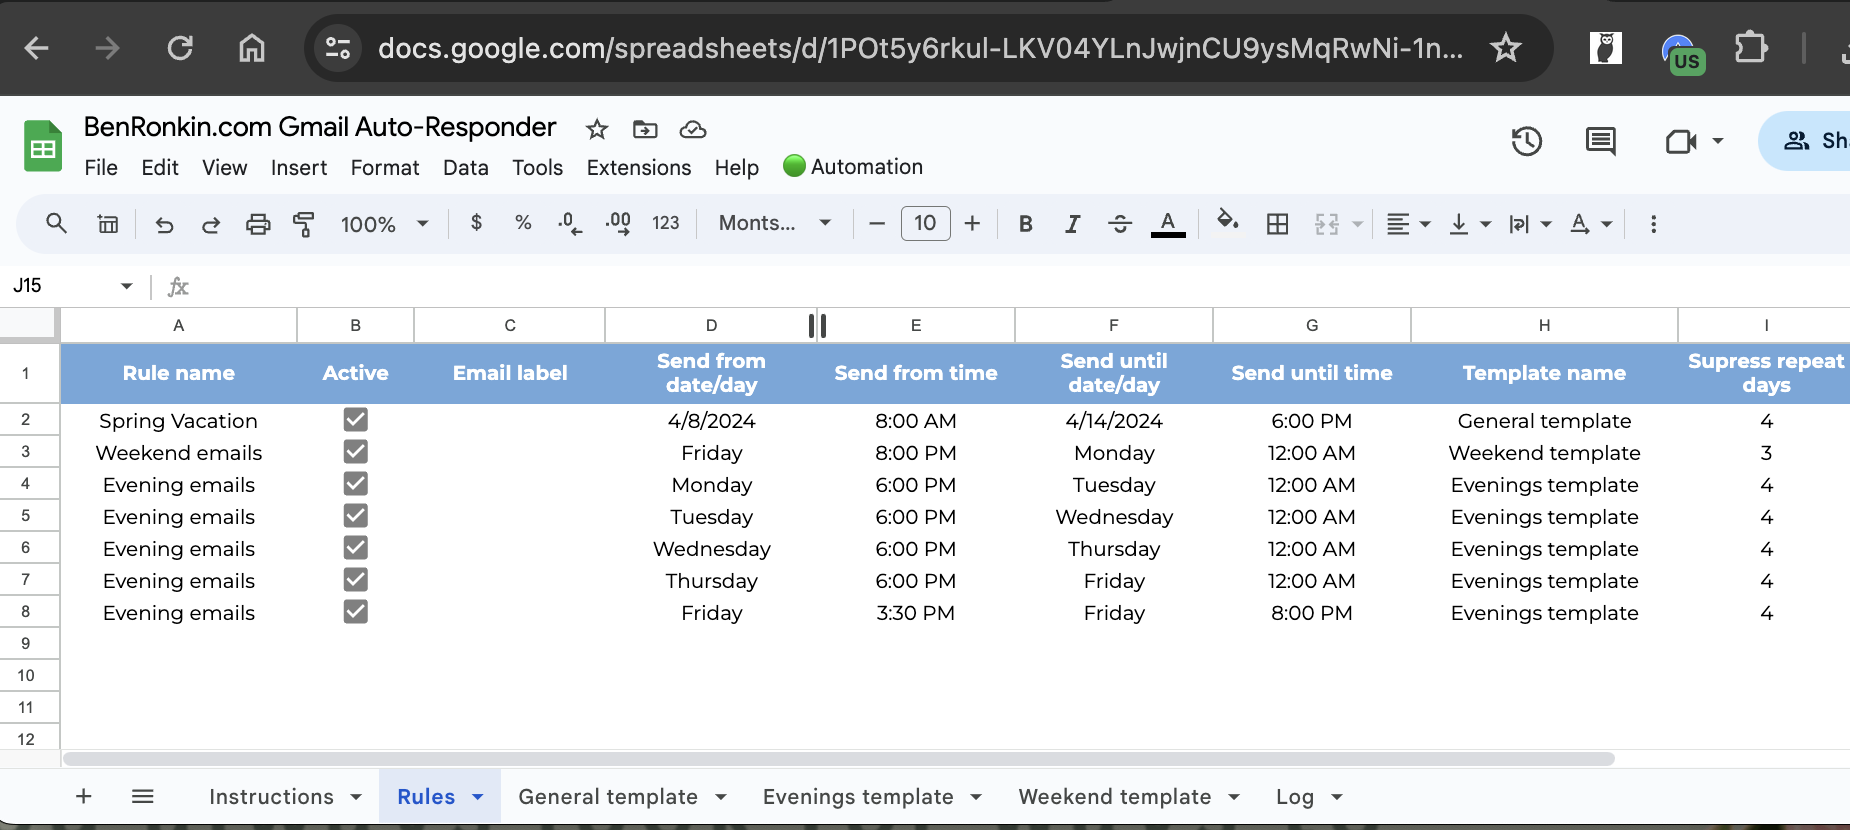 docs.google.com/spreadsheets/d/1POt5y6rkul-LKV04YLnJwjnCU9ysMqRwNi-1n...
US
BenRonkin.com Gmail Auto-Responder
File Edit View Insert Format Data Tools Extensions Help Automation
Sh
100% $ % .0 .00 123 Monts... 10 B I S A A
J15 fx
A B C D E F G H I
1 Rule name Active Email label Send from date/day Send from time Send until date/day Send until time Template name Supress repeat days
2 Spring Vacation 4/8/2024 8:00 AM 4/14/2024 6:00 PM General template 4
3 Weekend emails Friday 8:00 PM Monday 12:00 AM Weekend template 3
4 Evening emails Monday 6:00 PM Tuesday 12:00 AM Evenings template 4
5 Evening emails Tuesday 6:00 PM Wednesday 12:00 AM Evenings template 4
6 Evening emails Wednesday 6:00 PM Thursday 12:00 AM Evenings template 4
7 Evening emails Thursday 6:00 PM Friday 12:00 AM Evenings template 4
8 Evening emails Friday 3:30 PM Friday 8:00 PM Evenings template 4
9
10
11
12
Instructions Rules General template Evenings template Weekend template Log